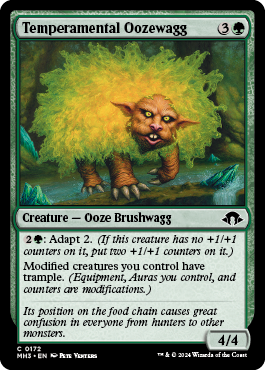 Temperamental Oozewagg 3
Creature — Ooze Brushwagg
2: Adapt 2. (If this creature has no +1/+1
counters on it, put two +1/+1 counters on it.)
Modified creatures you control have
trample. (Equipment, Auras you control, and
counters are modifications.)
Its position on the food chain causes great
confusion in everyone from hunters to other
monsters.
4/4
C 0172
MH3 • EN Pete Venters
™ & © 2024 Wizards of the Coast